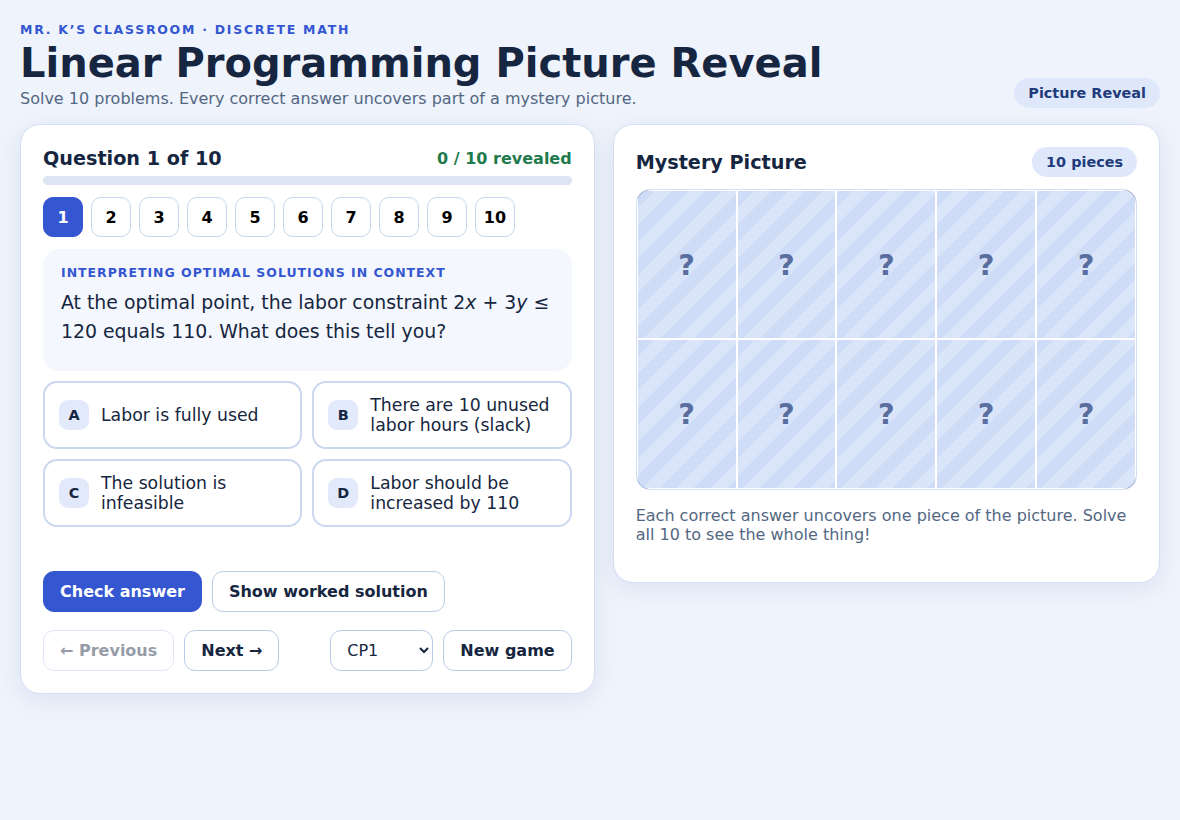 MR. K’S CLASSROOM · DISCRETE MATH
Linear Programming Picture Reveal
Solve 10 problems. Every correct answer uncovers part of a mystery picture.
Picture Reveal
Question 1 of 10
0 / 10 revealed
1 2 3 4 5 6 7 8 9 10
INTERPRETING OPTIMAL SOLUTIONS IN CONTEXT
At the optimal point, the labor constraint 2x + 3y ≤
120 equals 110. What does this tell you?
A Labor is fully used
B There are 10 unused
labor hours (slack)
C The solution is
infeasible
D Labor should be
increased by 110
Check answer
Show worked solution
← Previous
Next →
CP1
New game
Mystery Picture
10 pieces
? ? ? ? ?
? ? ? ? ?
Each correct answer uncovers one piece of the picture. Solve
all 10 to see the whole thing!